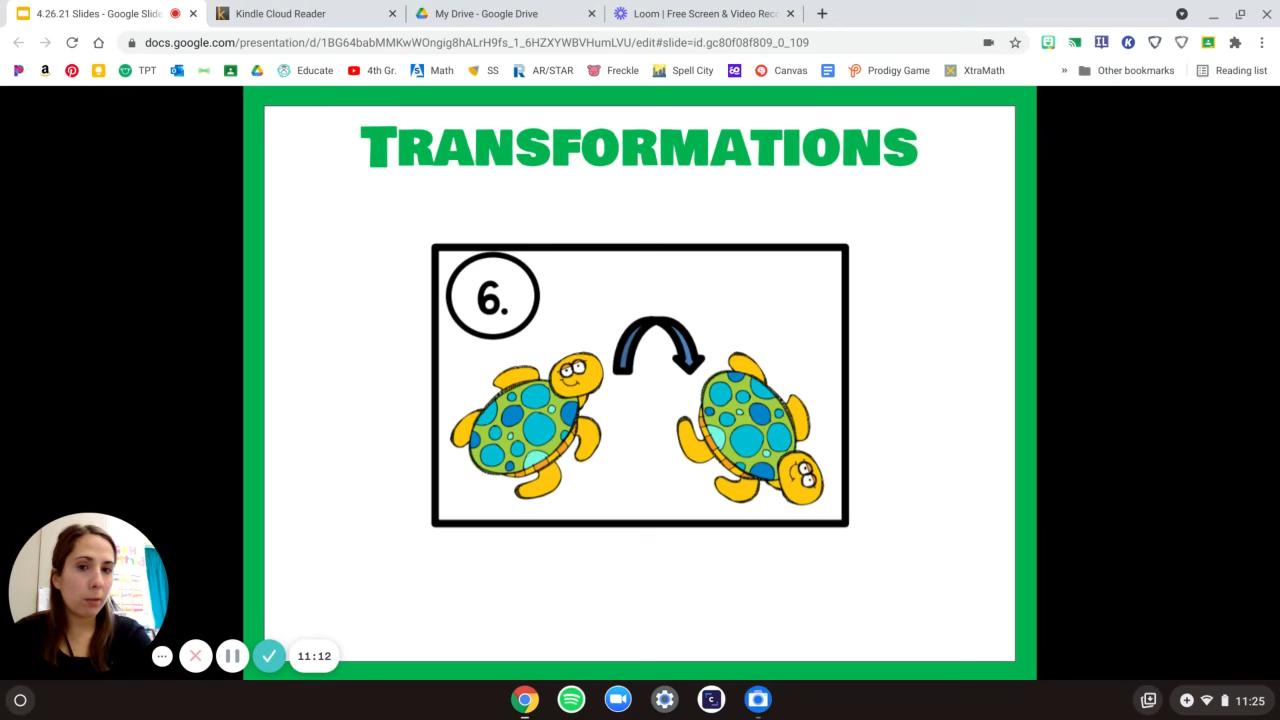 4.26.21 Slides - Google Slide
Kindle Cloud Reader
My Drive - Google Drive
Loom | Free Screen & Video Rec
docs.google.com/presentation/d/1BG64babMMKwWOngig8hALrH9fs_1_6HZXYWBVHumLVU/edit#slide=id.gc80f08f809_0_109
TPT Educate 4th Gr. Math SS AR/STAR Freckle Spell City Canvas Prodigy Game XtraMath » Other bookmarks Reading list
TRANSFORMATIONS
6.
11:12
11:25